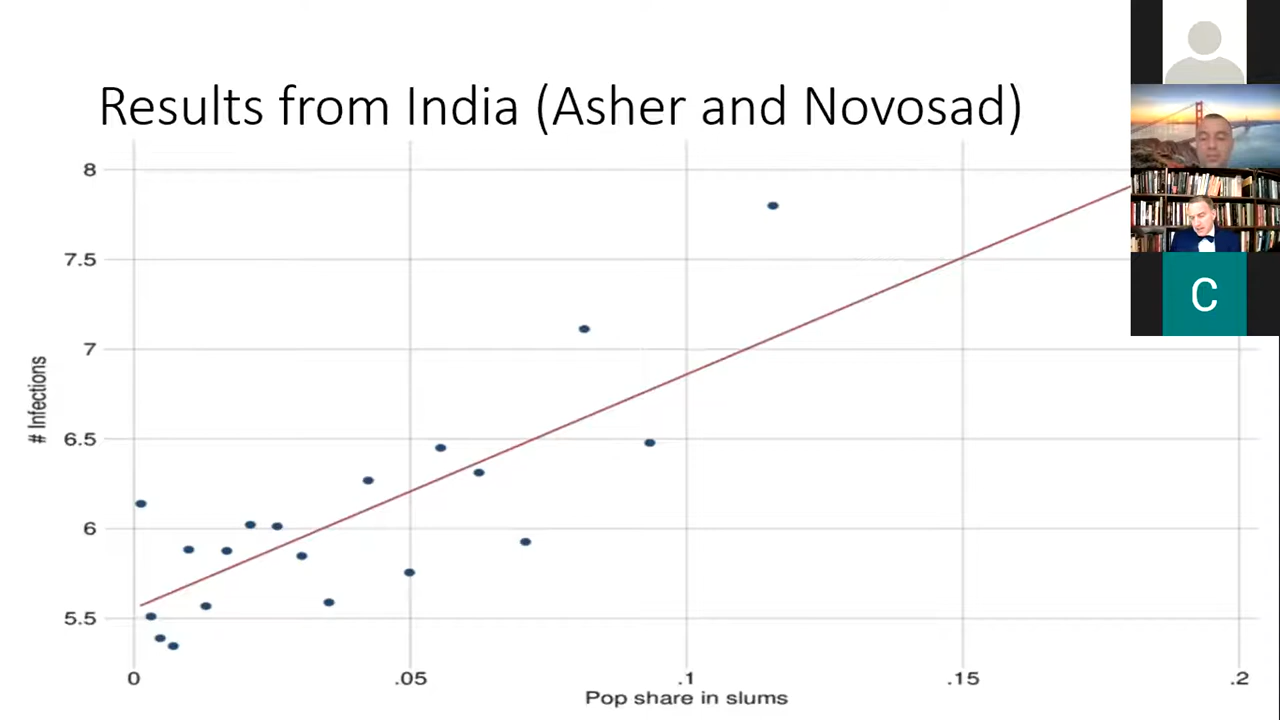 Results from India (Asher and Novosad)
8
7.5
7
6.5
6
5.5
# Infections
0 .05 .1 .15 .2
Pop share in slums
C